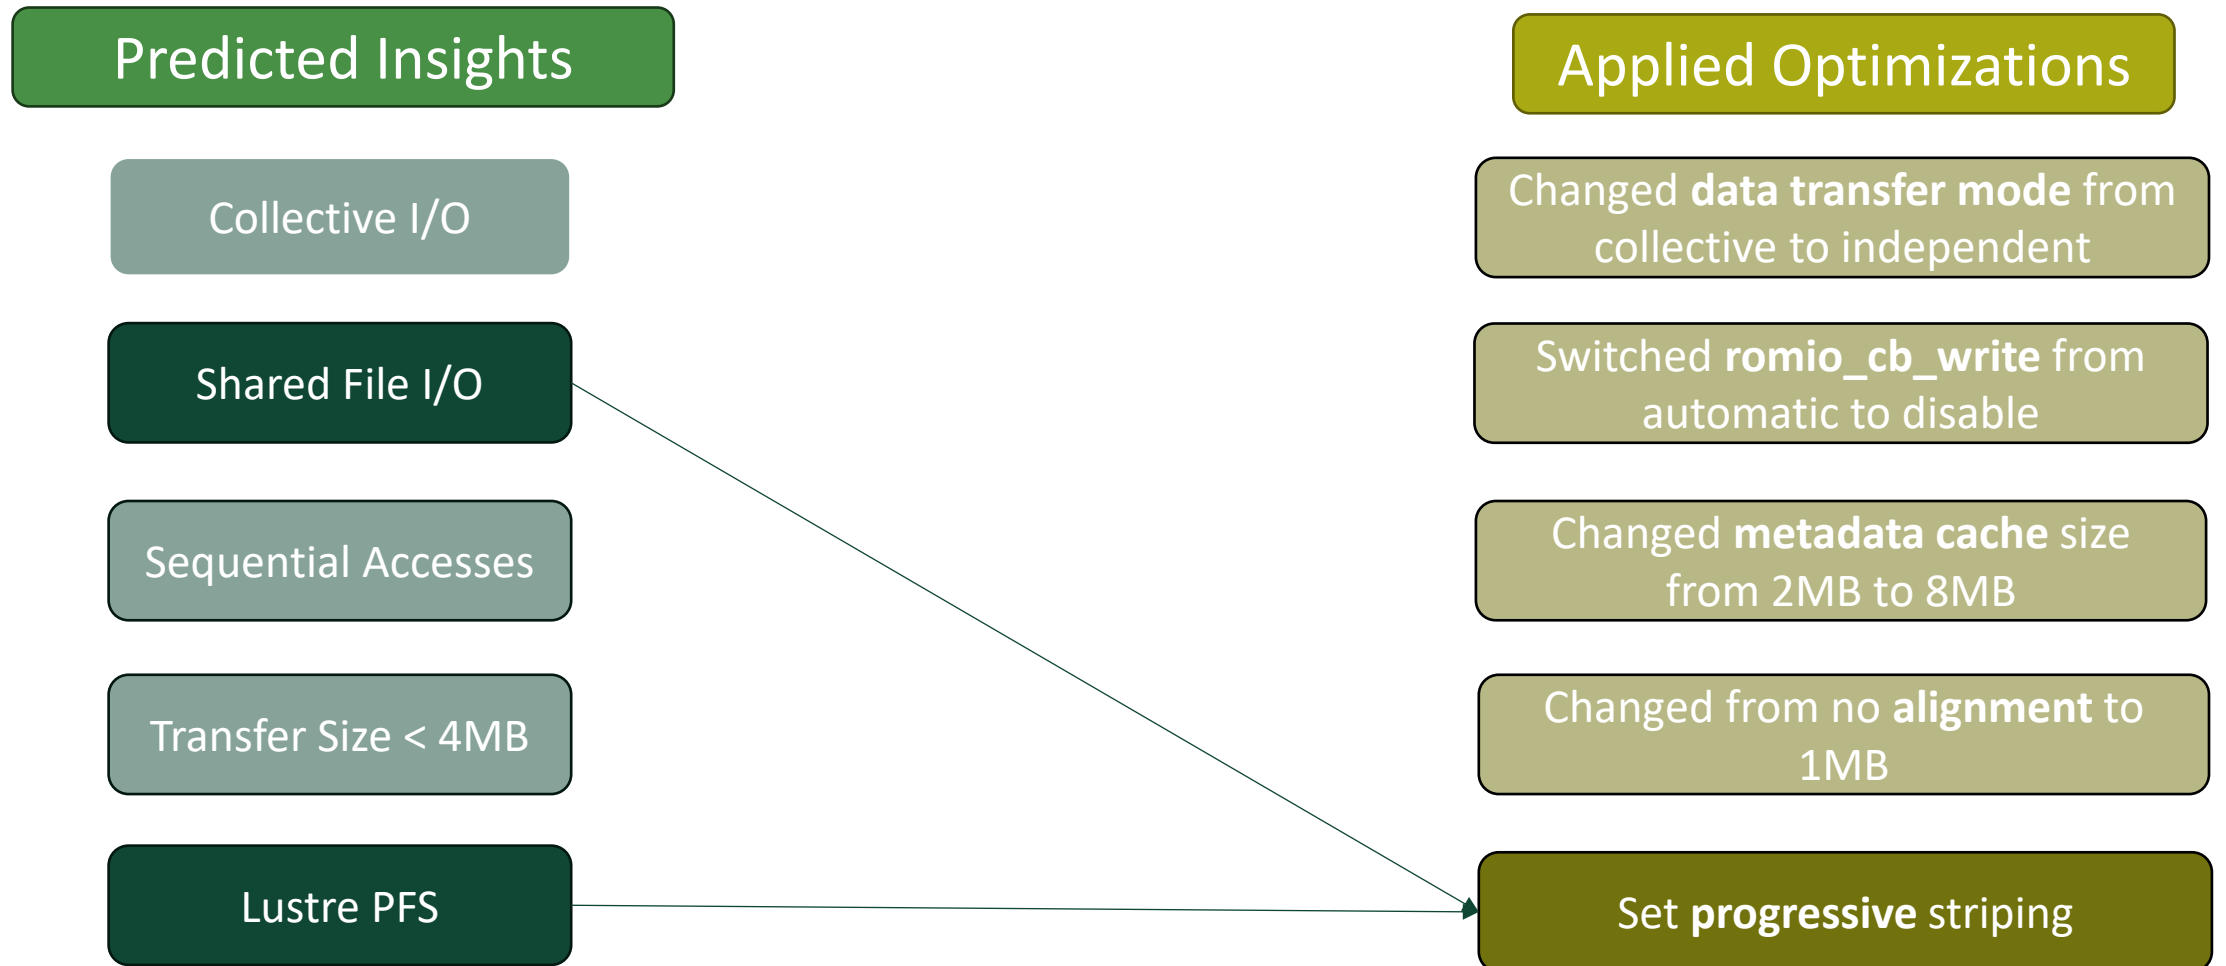 Predicted Insights
Applied Optimizations
Collective I/O
Changed data transfer mode from
collective to independent
Shared File I/O
Switched romio_cb_write from
automatic to disable
Sequential Accesses
Changed metadata cache size
from 2MB to 8MB
Transfer Size < 4MB
Changed from no alignment to
1MB
Lustre PFS
Set progressive striping